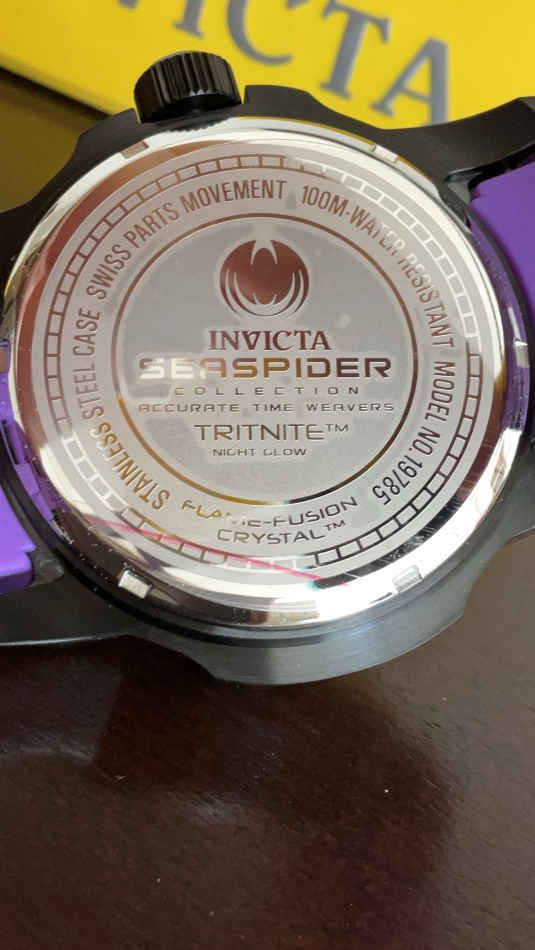 INVICTA
STAINLESS STEEL CASE SWISS PARTS MOVEMENT 100M-WATER RESISTANT MODEL NO.19785
INVICTA
SEASPIDER
COLLECTION
ACCURATE TIME WEAVERS
TRITNITE™
NIGHT GLOW
FLAME-FUSION
CRYSTAL™